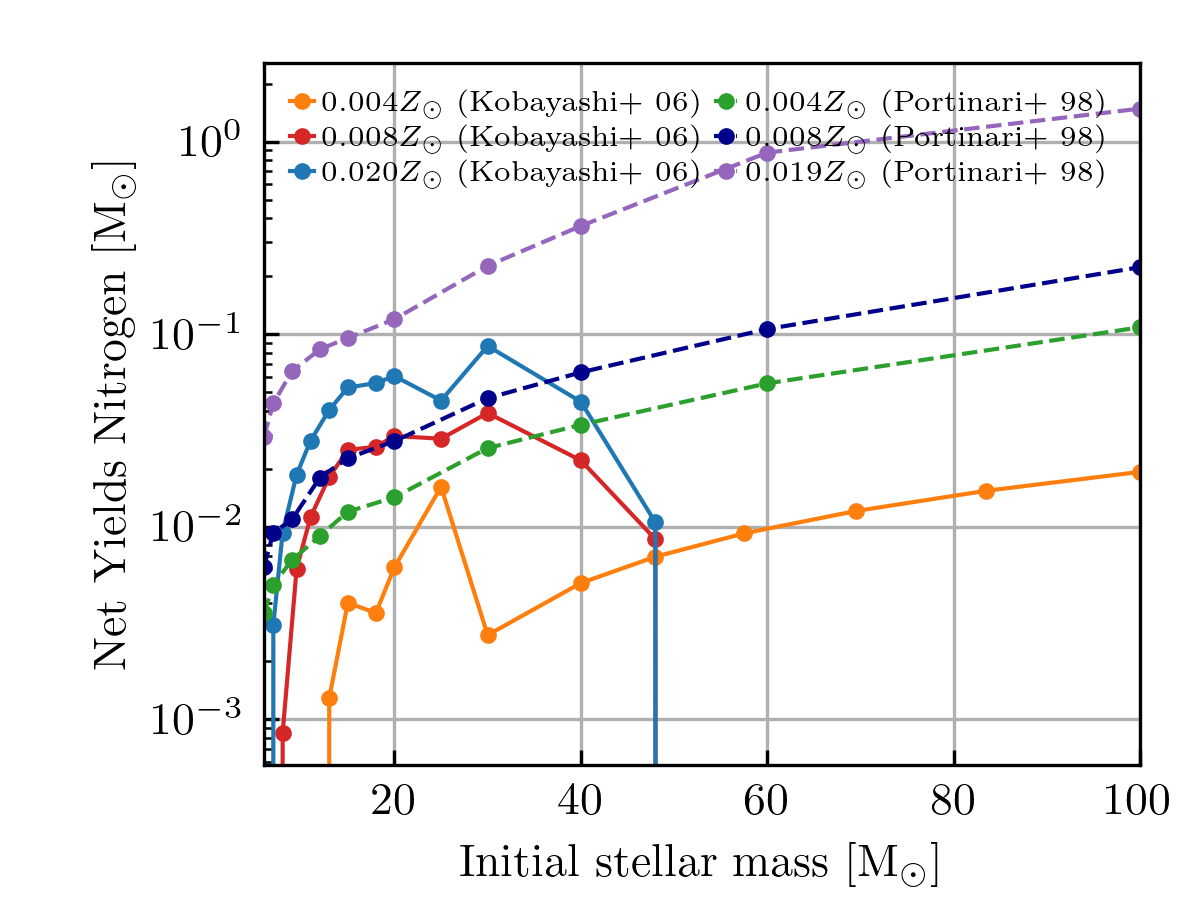 0.004Z⊙ (Kobayashi+ 06) 0.004Z⊙ (Portinari+ 98)
0.008Z⊙ (Kobayashi+ 06) 0.008Z⊙ (Portinari+ 98)
0.020Z⊙ (Kobayashi+ 06) 0.019Z⊙ (Portinari+ 98)
Net Yields Nitrogen [M⊙]
10⁰
10⁻¹
10⁻²
10⁻³
20 40 60 80 100
Initial stellar mass [M⊙]